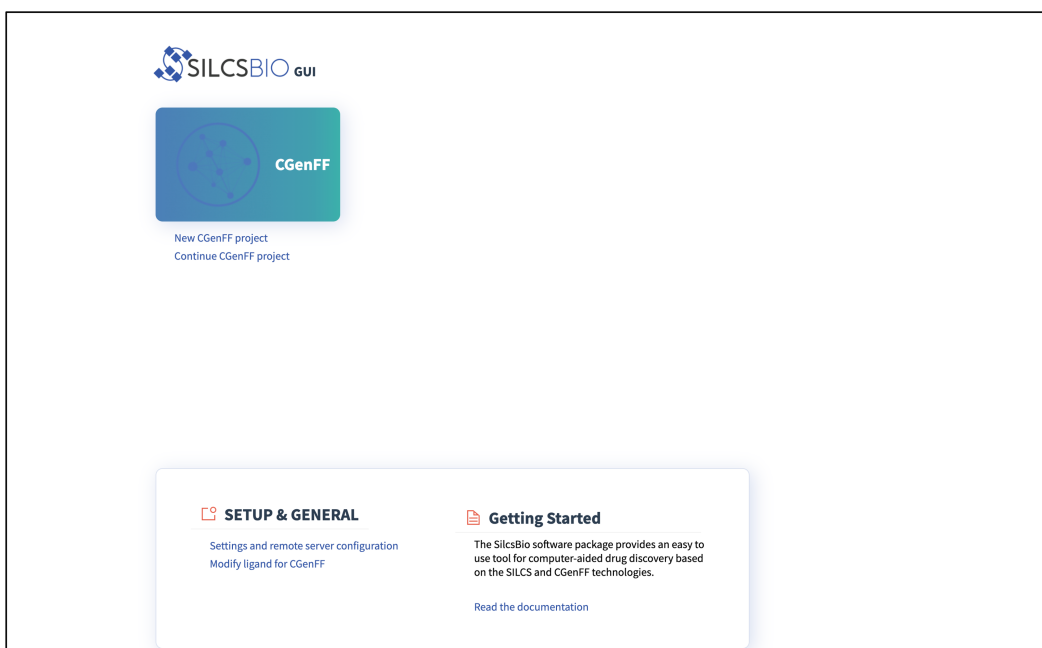 SILCSBIO GUI
CGenFF
New CGenFF project
Continue CGenFF project
SETUP & GENERAL
Settings and remote server configuration
Modify ligand for CGenFF
Getting Started
The SilcsBio software package provides an easy to
use tool for computer-aided drug discovery based
on the SILCS and CGenFF technologies.
Read the documentation